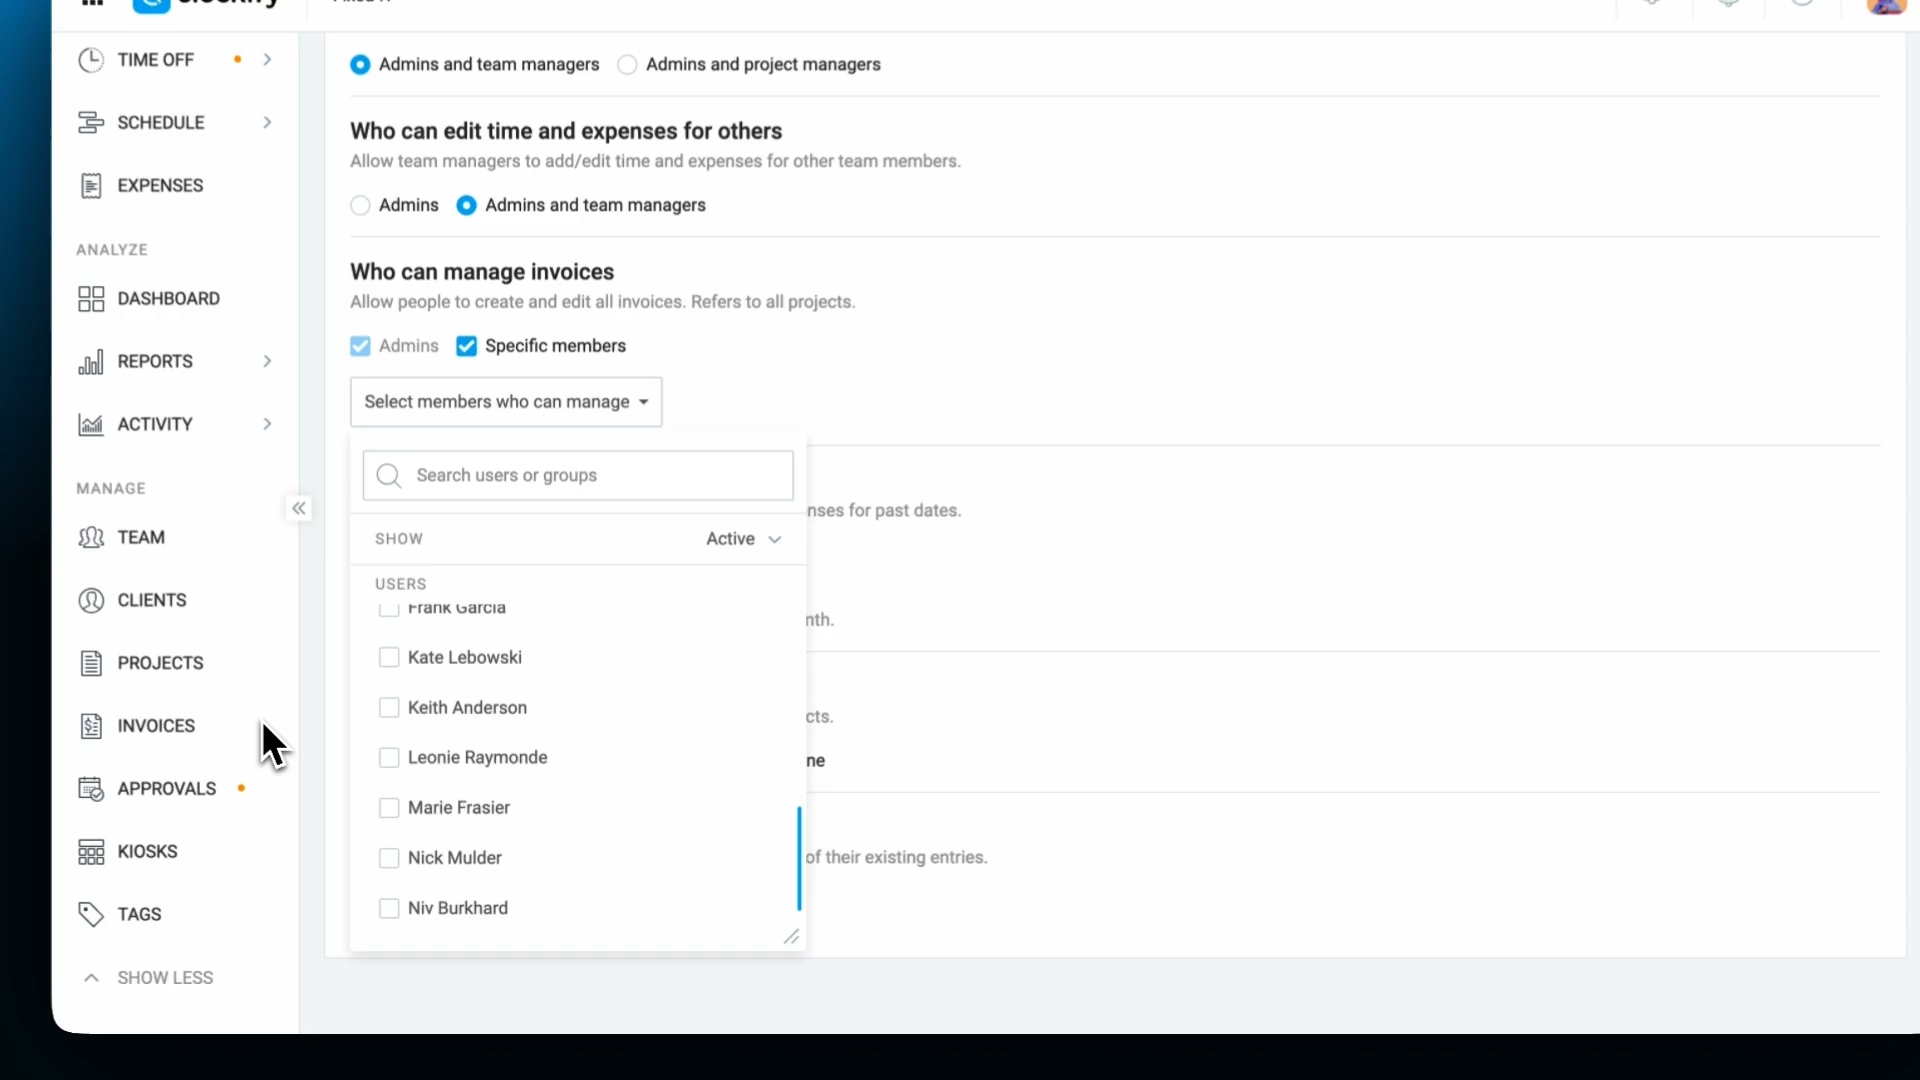 TIME OFF
SCHEDULE
EXPENSES
ANALYZE
DASHBOARD
REPORTS
ACTIVITY
MANAGE
TEAM
CLIENTS
PROJECTS
INVOICES
APPROVALS
KIOSKS
TAGS
SHOW LESS
Admins and team managers Admins and project managers
Who can edit time and expenses for others
Allow team managers to add/edit time and expenses for other team members.
Admins Admins and team managers
Who can manage invoices
Allow people to create and edit all invoices. Refers to all projects.
Admins Specific members
Select members who can manage
Search users or groups
nses for past dates.
SHOW Active
USERS
Frank Garcia
nth.
Kate Lebowski
Keith Anderson
cts.
Leonie Raymonde
ne
Marie Frasier
Nick Mulder
of their existing entries.
Niv Burkhard